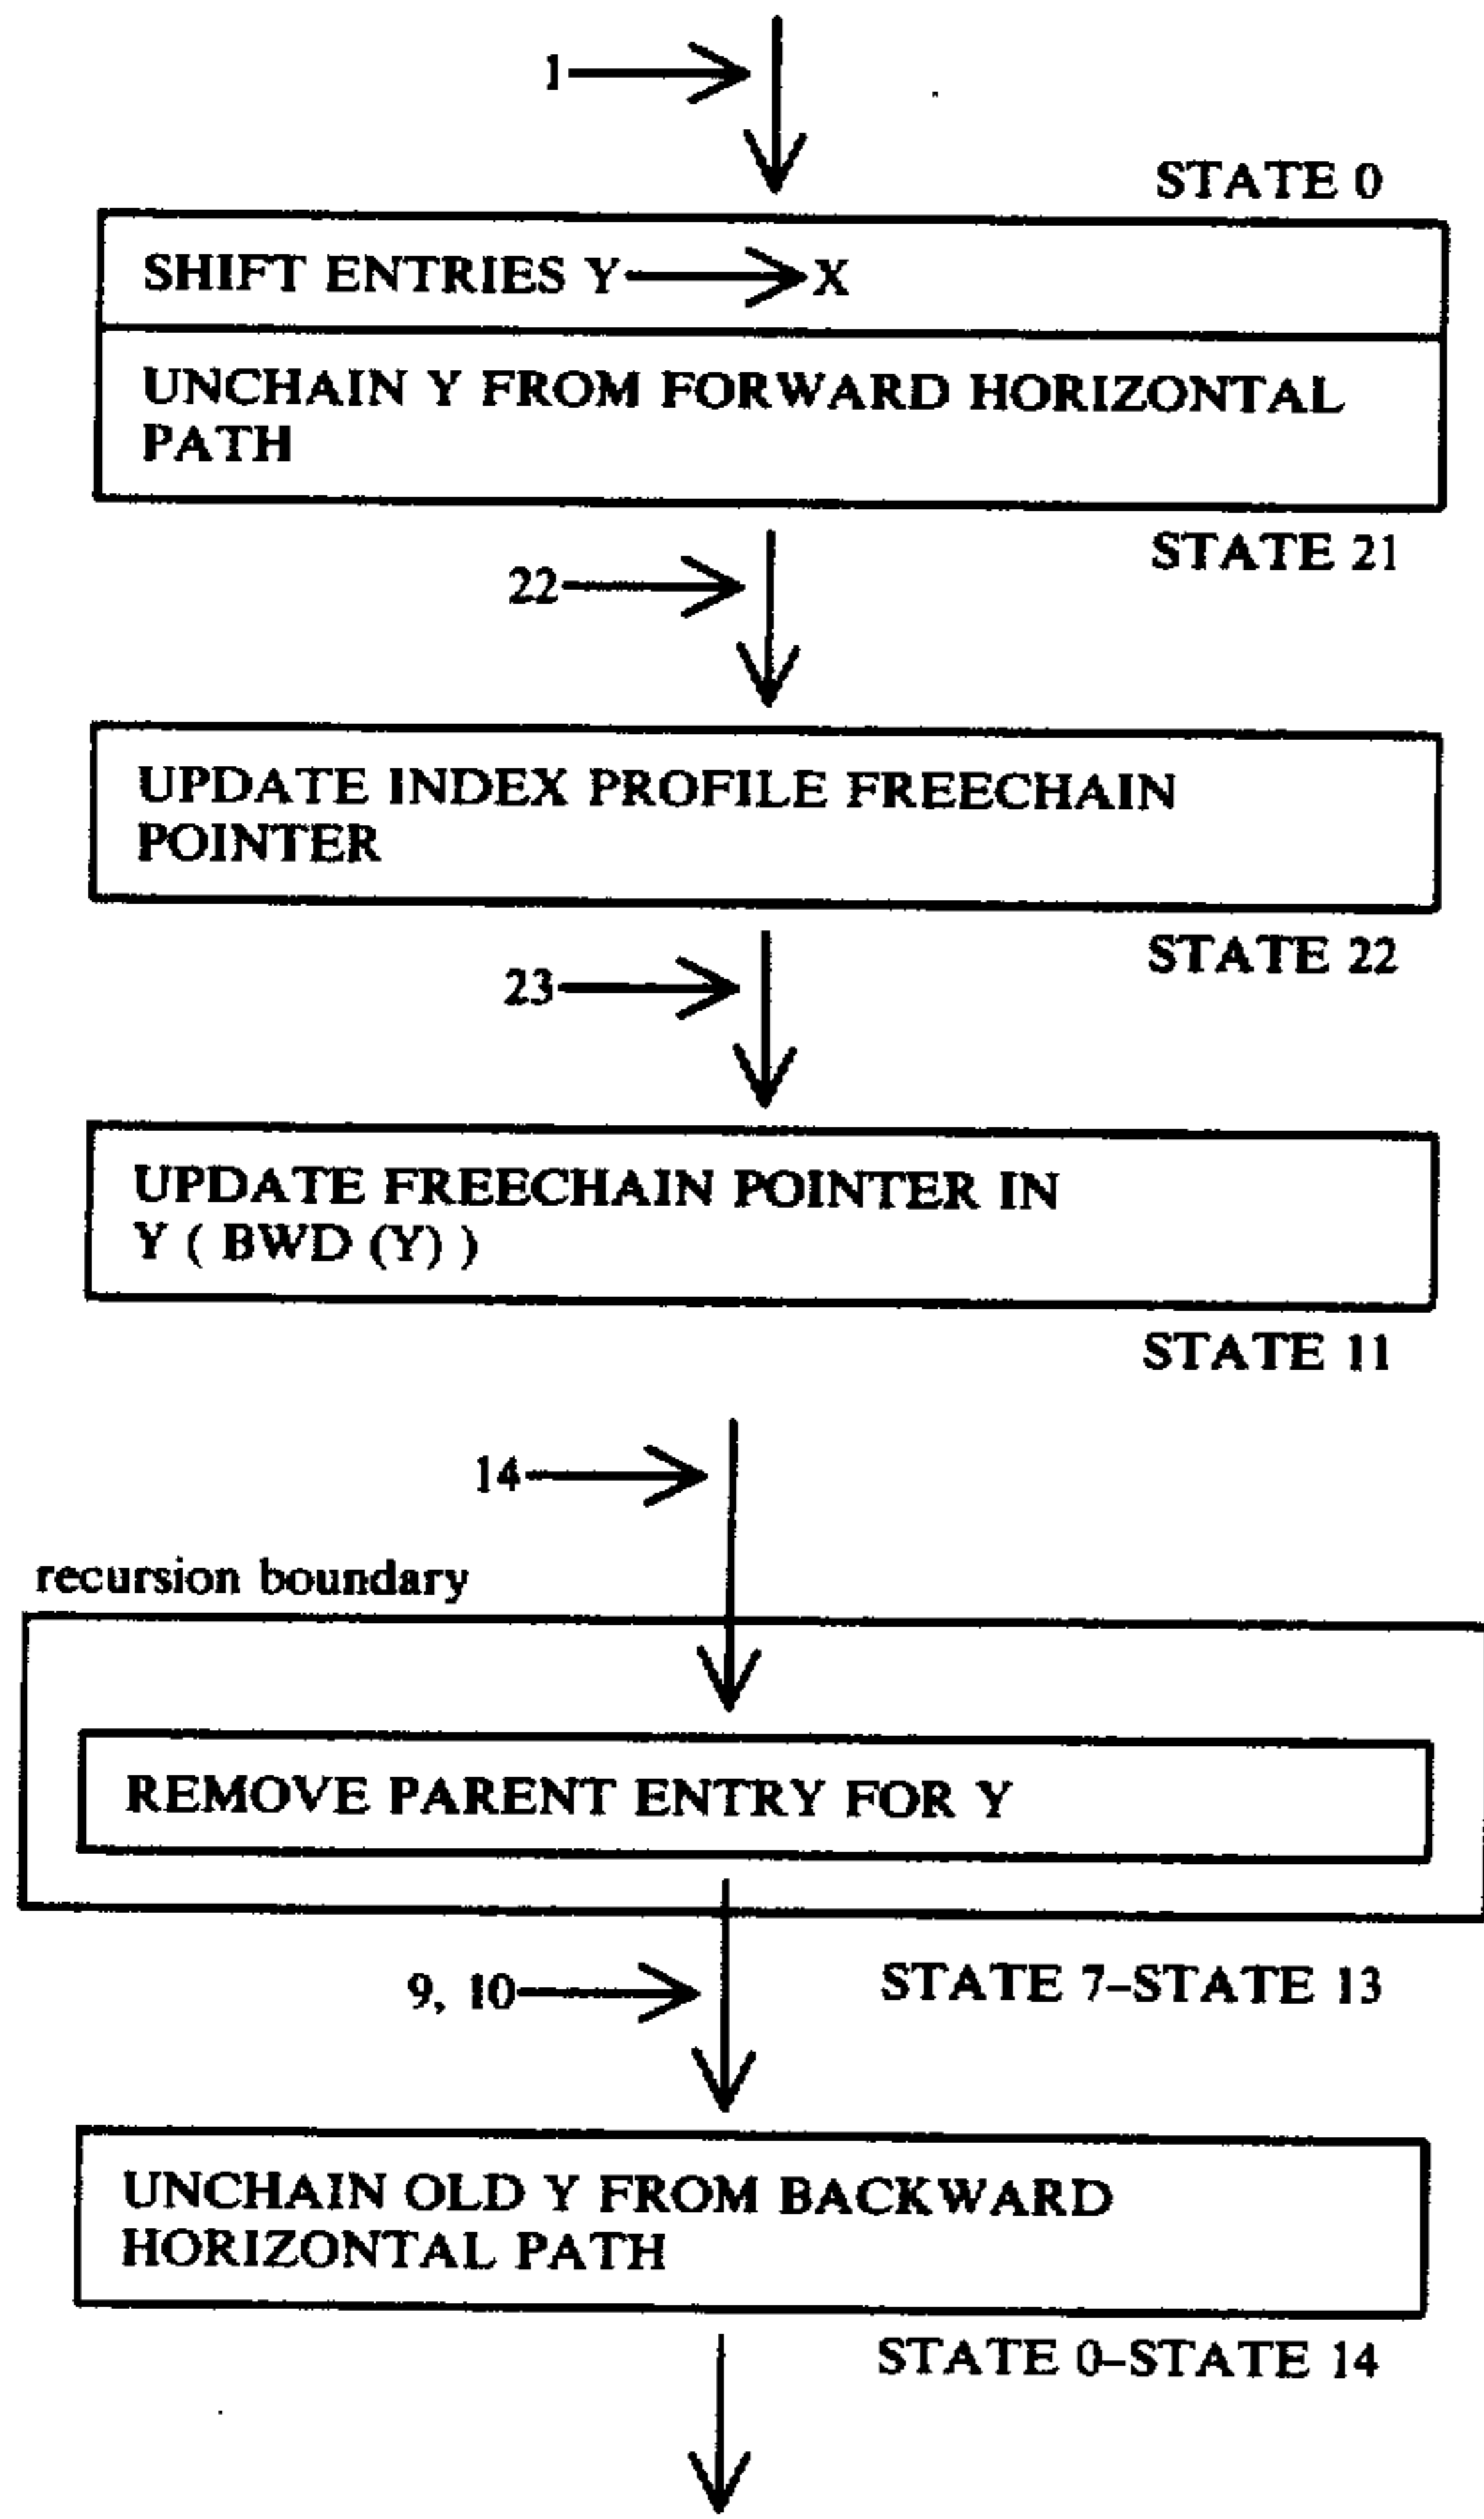 1
STATE 0
SHIFT ENTRIES Y X
UNCHAIN Y FROM FORWARD HORIZONTAL
PATH
STATE 21
22
UPDATE INDEX PROFILE FREECHAIN
POINTER
STATE 22
23
UPDATE FREECHAIN POINTER IN
Y ( BWD (Y) )
STATE 11
14
recursion boundary
REMOVE PARENT ENTRY FOR Y
9, 10
STATE 7-STATE 13
UNCHAIN OLD Y FROM BACKWARD
HORIZONTAL PATH
STATE 0-STATE 14